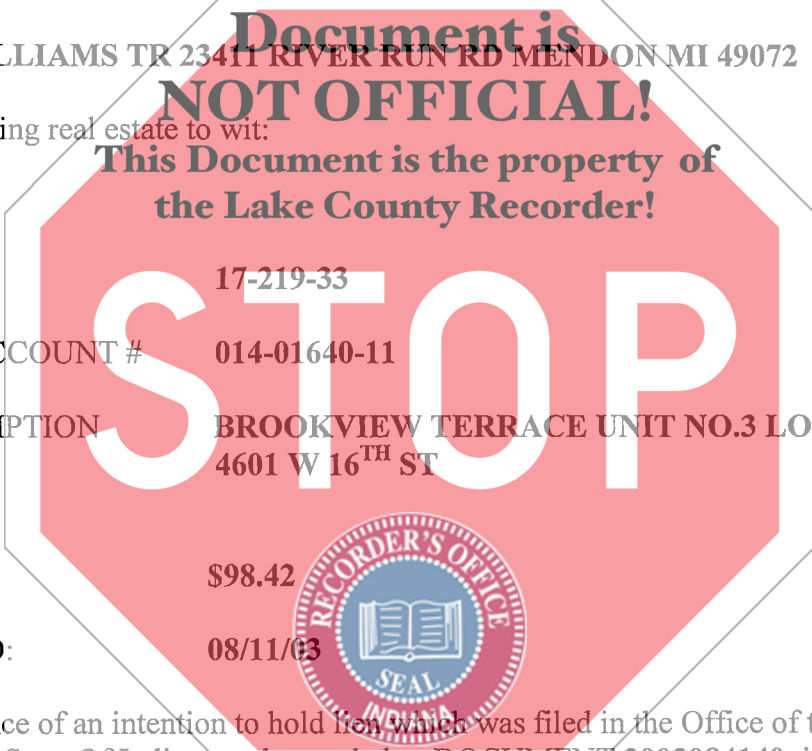 Document is
LLIAMS TR 23411 RIVER RUN RD MENDON MI 49072
NOT OFFICIAL!
ing real estate to wit:
This Document is the property of
the Lake County Recorder!
17-219-33
STOP
CCOUNT # 014-01640-11
IPTION BROOKVIEW TERRACE UNIT NO.3 LO
4601 W 16TH ST
$98.42
RECORDER'S OFFICE
SEAL
INDIANA
08/11/03
ce of an intention to hold lien which was filed in the Office of t